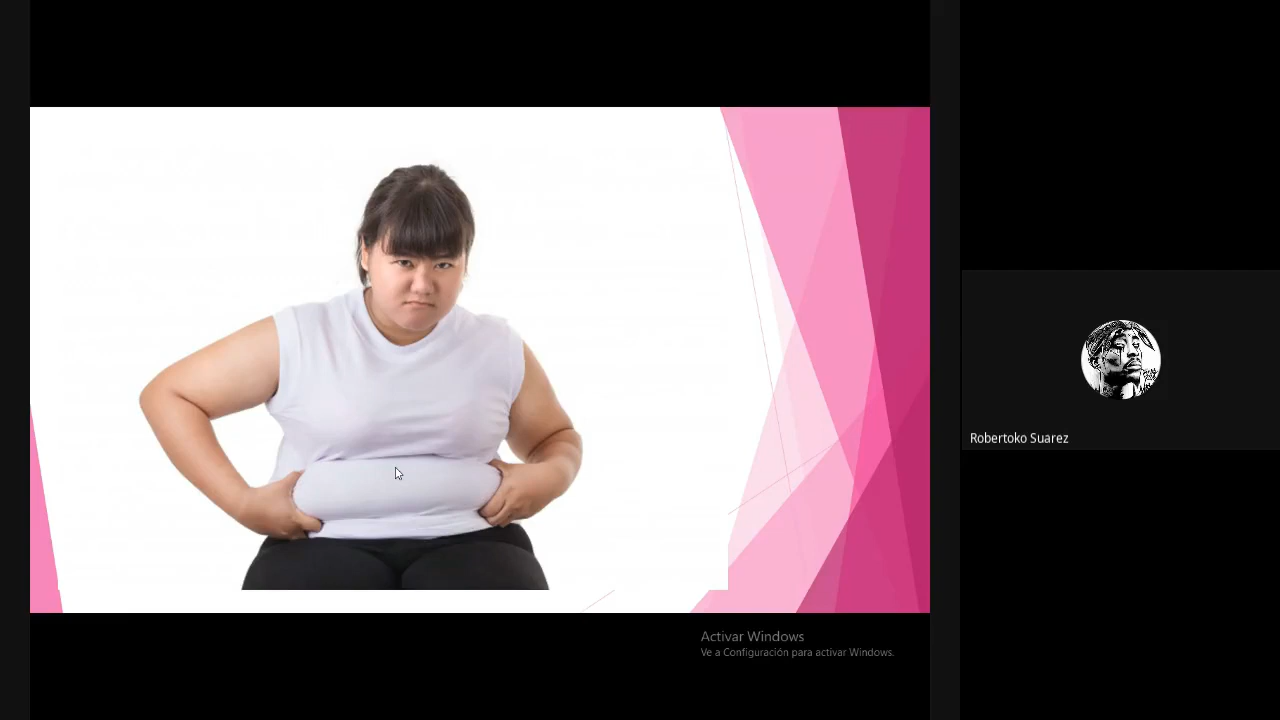 Robertoko Suarez
Activar Windows
Ve a Configuración para activar Windows.